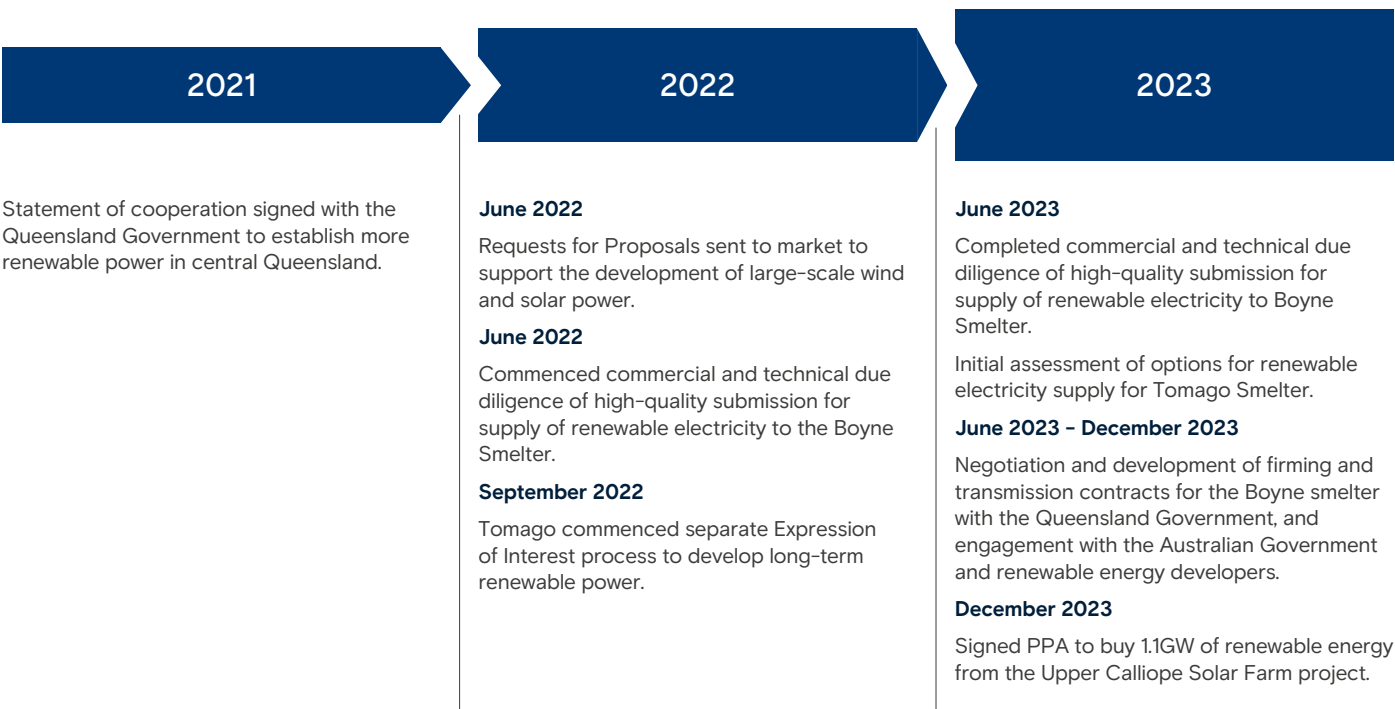 2021
Statement of cooperation signed with the
Queensland Government to establish more
renewable power in central Queensland.
2022
June 2022
Requests for Proposals sent to market to
support the development of large-scale wind
and solar power.
June 2022
Commenced commercial and technical due
diligence of high-quality submission for
supply of renewable electricity to the Boyne
Smelter.
September 2022
Tomago commenced separate Expression
of Interest process to develop long-term
renewable power.
2023
June 2023
Completed commercial and technical due
diligence of high-quality submission for
supply of renewable electricity to Boyne
Smelter.
Initial assessment of options for renewable
electricity supply for Tomago Smelter.
June 2023 - December 2023
Negotiation and development of firming and
transmission contracts for the Boyne smelter
with the Queensland Government, and
engagement with the Australian Government
and renewable energy developers.
December 2023
Signed PPA to buy 1.1GW of renewable energy
from the Upper Calliope Solar Farm project.